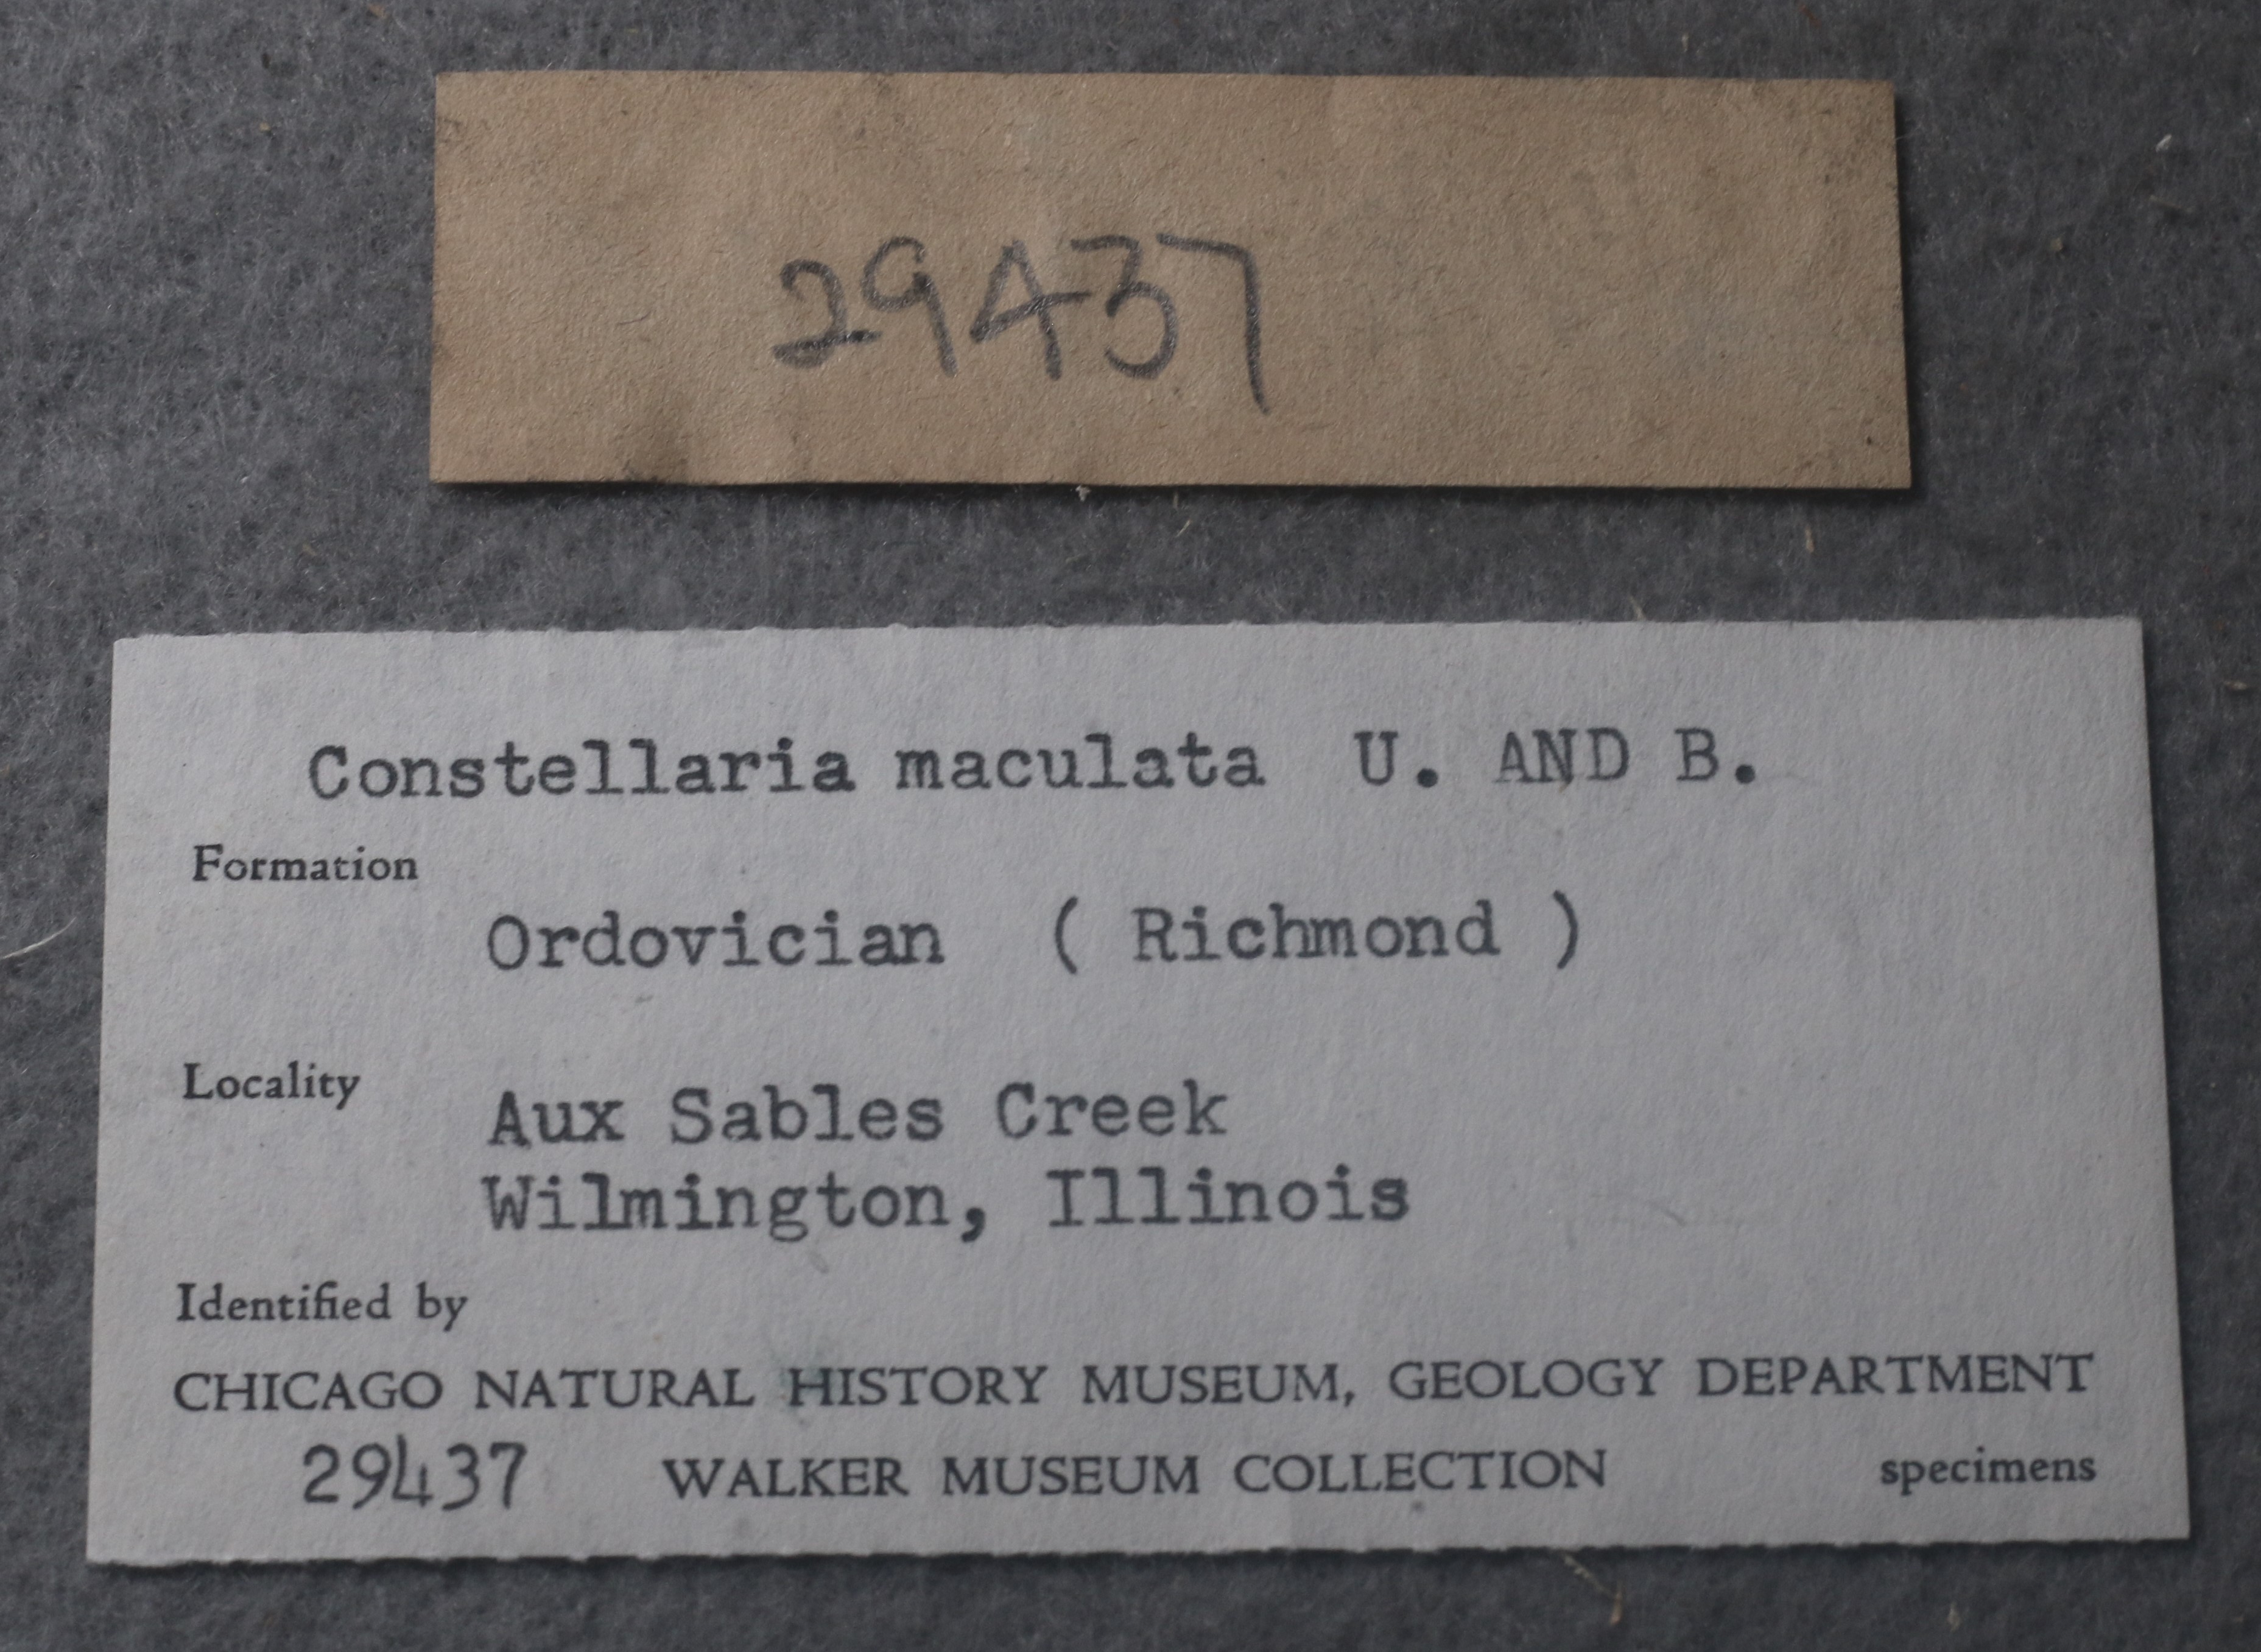 29437
Constellaria maculata U. AND B.
Formation
Ordovician ( Richmond )
Locality
Aux Sables Creek
Wilmington, Illinois
Identified by
CHICAGO NATURAL HISTORY MUSEUM, GEOLOGY DEPARTMENT
29437 WALKER MUSEUM COLLECTION specimens